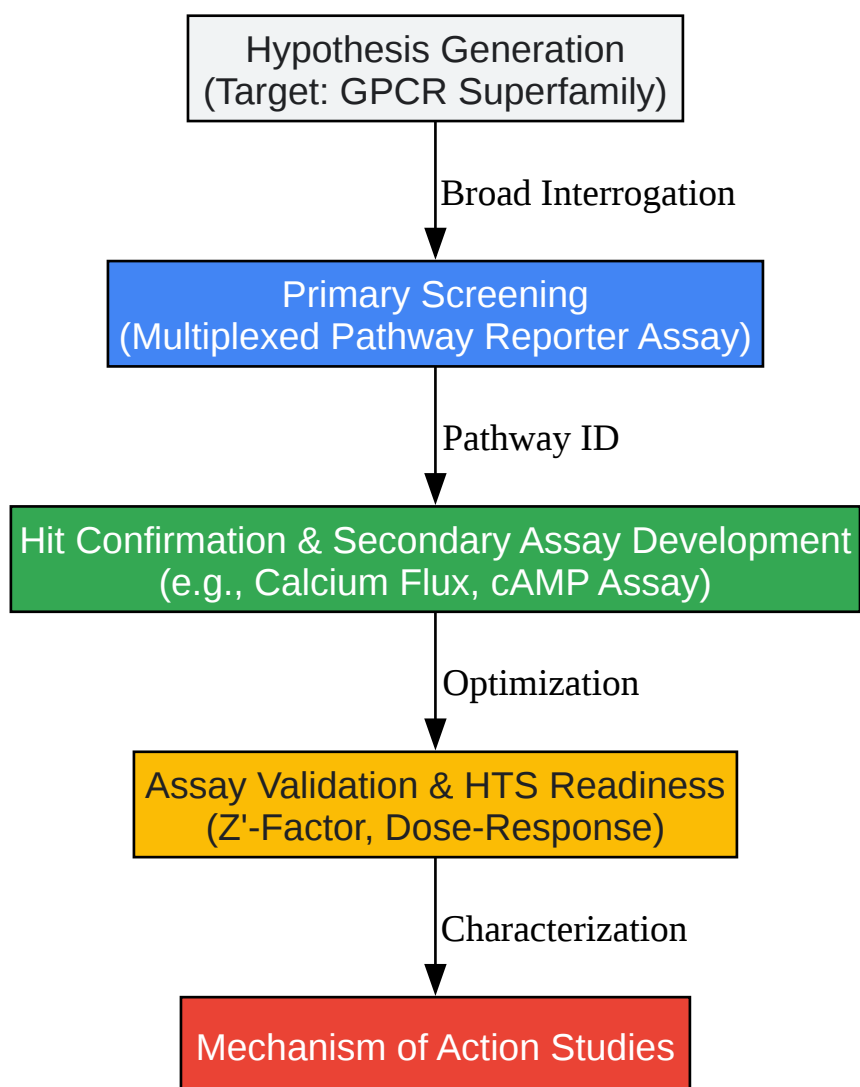 Hypothesis Generation
(Target: GPCR Superfamily)
Broad Interrogation
Primary Screening
(Multiplexed Pathway Reporter Assay)
Pathway ID
Hit Confirmation & Secondary Assay Development
(e.g., Calcium Flux, cAMP Assay)
Optimization
Assay Validation & HTS Readiness
(Z'-Factor, Dose-Response)
Characterization
Mechanism of Action Studies